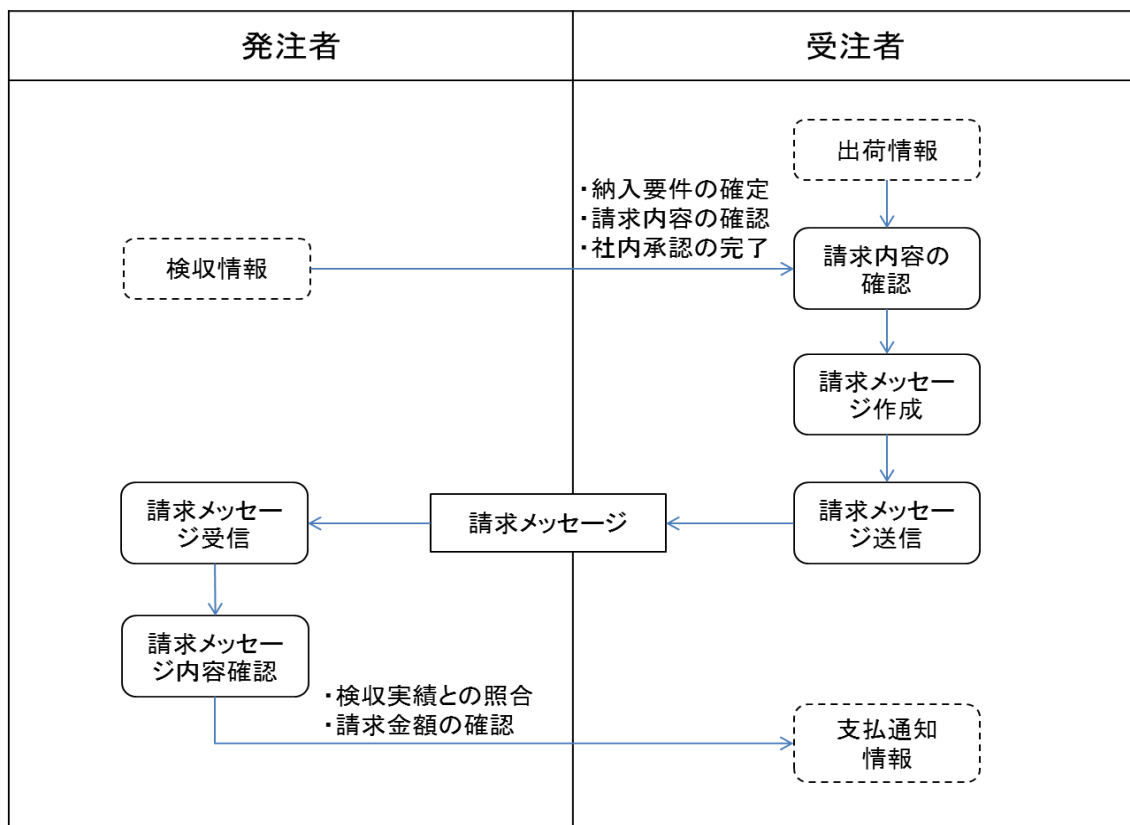 発注者
受注者
出荷情報
・納入要件の確定
・請求内容の確認
・社内承認の完了
検収情報
請求内容の
確認
請求メッセー
ジ作成
請求メッセー
ジ送信
請求メッセージ
請求メッセー
ジ受信
請求メッセー
ジ内容確認
・検収実績との照合
・請求金額の確認
支払通知
情報